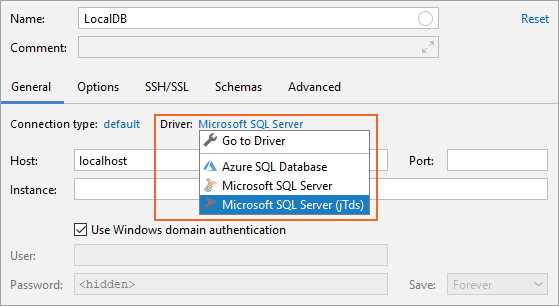 Name: LocalDB Reset
Comment:
General Options SSH/SSL Schemas Advanced
Connection type: default Driver: Microsoft SQL Server
Go to Driver
Azure SQL Database
Microsoft SQL Server
Microsoft SQL Server (jTds)
Host: localhost Port:
Instance:
Use Windows domain authentication
User:
Password: <hidden> Save: Forever